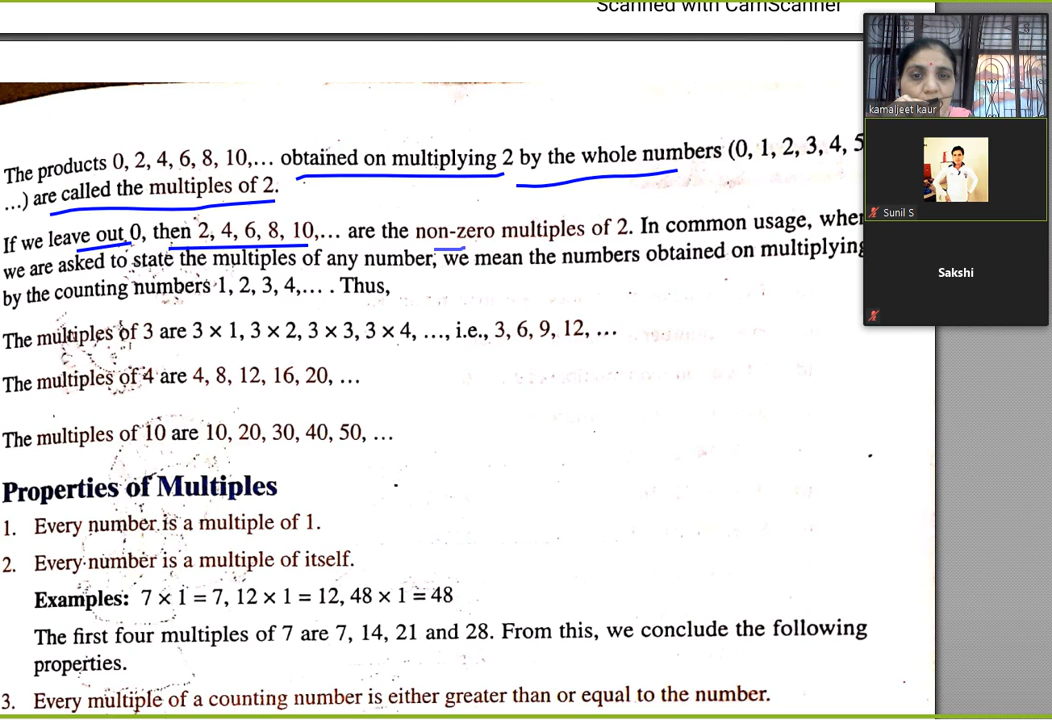 Scanned with CamScanner
The products 0, 2, 4, 6, 8, 10,... obtained on multiplying 2 by the whole numbers (0, 1, 2, 3, 4, 5
...) are called the multiples of 2.
If we leave out 0, then 2, 4, 6, 8, 10,... are the non-zero multiples of 2. In common usage, when
we are asked to state the multiples of any number, we mean the numbers obtained on multiplying
by the counting numbers 1, 2, 3, 4,... . Thus,
The multiples of 3 are 3 × 1, 3 × 2, 3 × 3, 3 × 4, ..., i.e., 3, 6, 9, 12, ...
The multiples of 4 are 4, 8, 12, 16, 20, ...
The multiples of 10 are 10, 20, 30, 40, 50, ...
Properties of Multiples
1. Every number is a multiple of 1.
2. Every number is a multiple of itself.
Examples: 7 × 1 = 7, 12 × 1 = 12, 48 × 1 = 48
The first four multiples of 7 are 7, 14, 21 and 28. From this, we conclude the following
properties.
3. Every multiple of a counting number is either greater than or equal to the number.
kamaljeet kaur
Sunil S
Sakshi